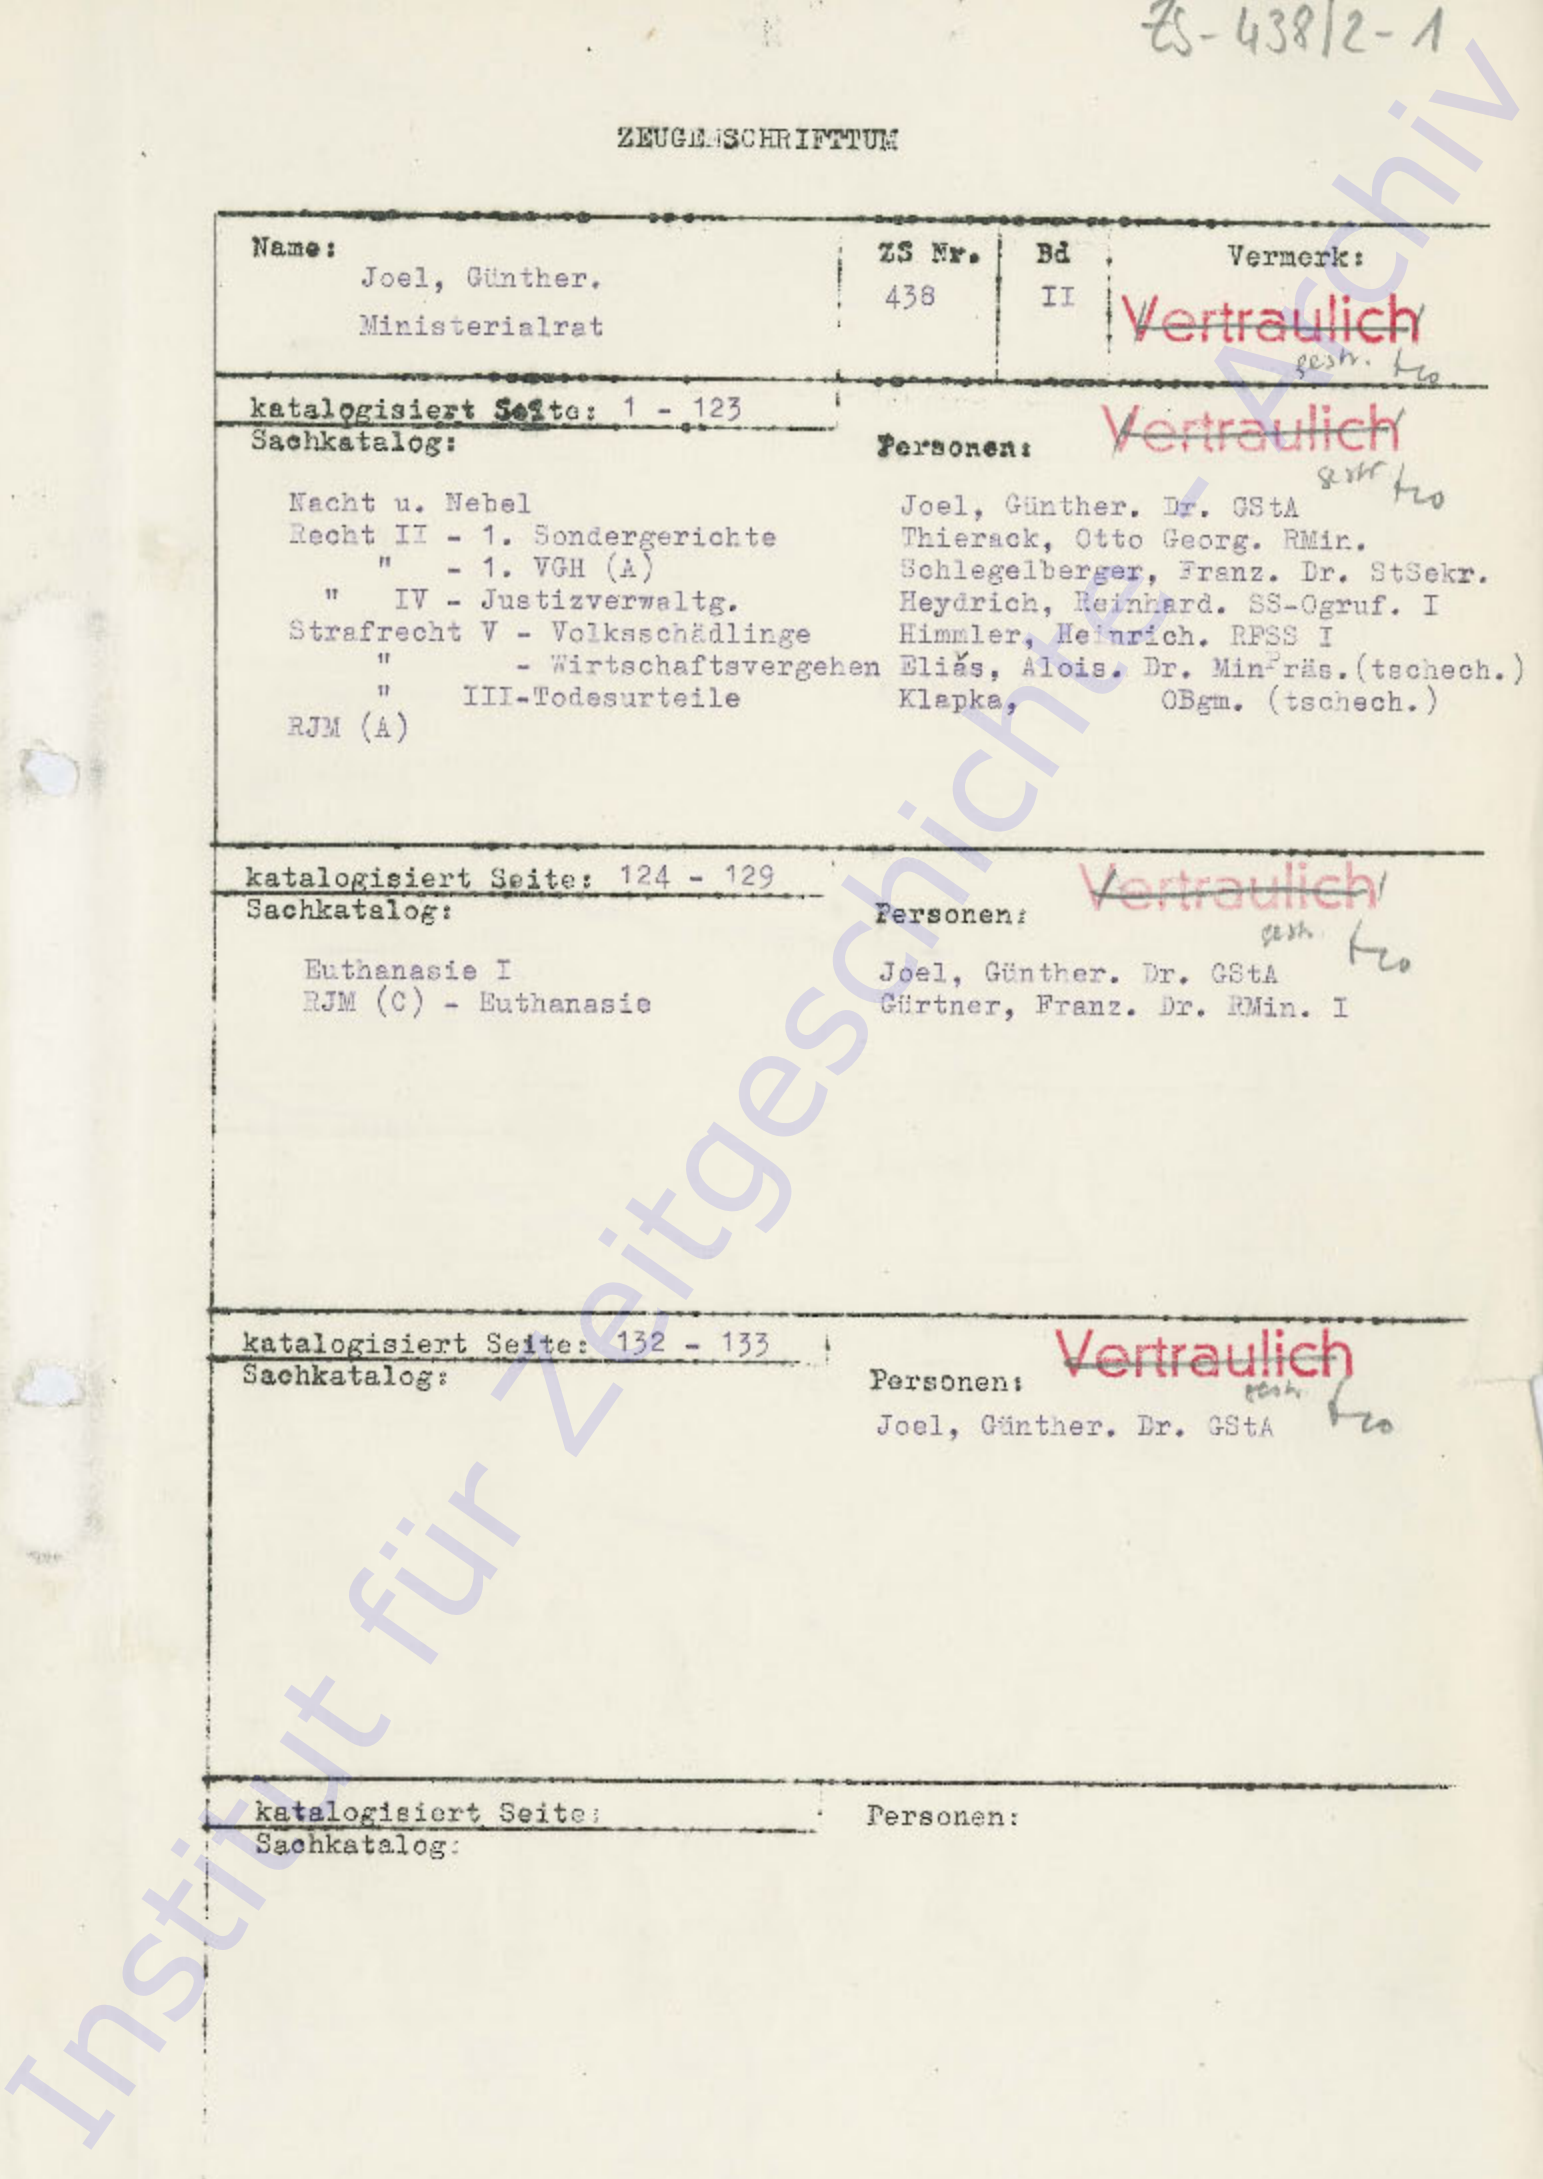 ZS-438/2-1
ZEUGENSCHRIFTTUM
Name:
Joel, Günther.
Ministerialrat
ZS Nr.
438
Bd
II
Vermerk:
Vertraulich
gestr.
katalogisiert Seite: 1 - 123
Sachkatalog:
Nacht u. Nebel
Recht II - 1. Sondergerichte
" - 1. VGH (A)
" IV - Justizverwaltg.
Strafrecht V - Volksschädlinge
" - Wirtschaftsvergehen
" III-Todesurteile
RJM (A)
Personen:
Vertraulich
gestr
Joel, Günther. Dr. GStA
Thierack, Otto Georg. RMin.
Schlegelberger, Franz. Dr. StSekr.
Heydrich, Reinhard. SS-Ogruf. I
Himmler, Heinrich. RFSS I
Eliăs, Alois. Dr. MinPräs.(tschech.)
Klapka, OBgm. (tschech.)
katalogisiert Seite: 124 - 129
Sachkatalog:
Euthanasie I
RJM (C) - Euthanasie
Personen:
Vertraulich
gestr.
Joel, Günther. Dr. GStA
Gürtner, Franz. Dr. RMin. I
katalogisiert Seite: 132 - 133
Sachkatalog:
Personen:
Vertraulich
gestr.
Joel, Günther. Dr. GStA
katalogisiert Seite:
Sachkatalog:
Personen:
Institut für Zeitgeschichte - Archiv